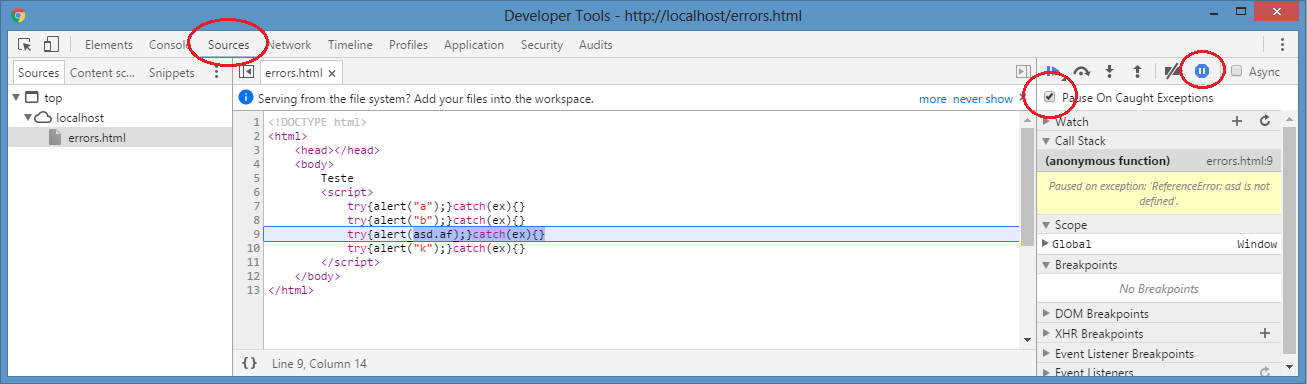 Developer Tools - http://localhost/errors.html
Elements Console Sources Network Timeline Profiles Application Security Audits
Sources Content sc... Snippets
errors.html ×
Async
Serving from the file system? Add your files into the workspace. more never show ×
Pause On Caught Exceptions
top
localhost
errors.html
1 <!DOCTYPE html>
2 <html>
3 <head></head>
4 <body>
5 Teste
6 <script>
7 try{alert("a");}catch(ex){}
8 try{alert("b");}catch(ex){}
9 try{alert(asd.af);}catch(ex){}
10 try{alert("k");}catch(ex){}
11 </script>
12 </body>
13 </html>
{} Line 9, Column 14
Watch
Call Stack
(anonymous function) errors.html:9
Paused on exception: 'ReferenceError: asd is not
defined'.
Scope
Global Window
Breakpoints
No Breakpoints
DOM Breakpoints
XHR Breakpoints
Event Listener Breakpoints
Event Listeners